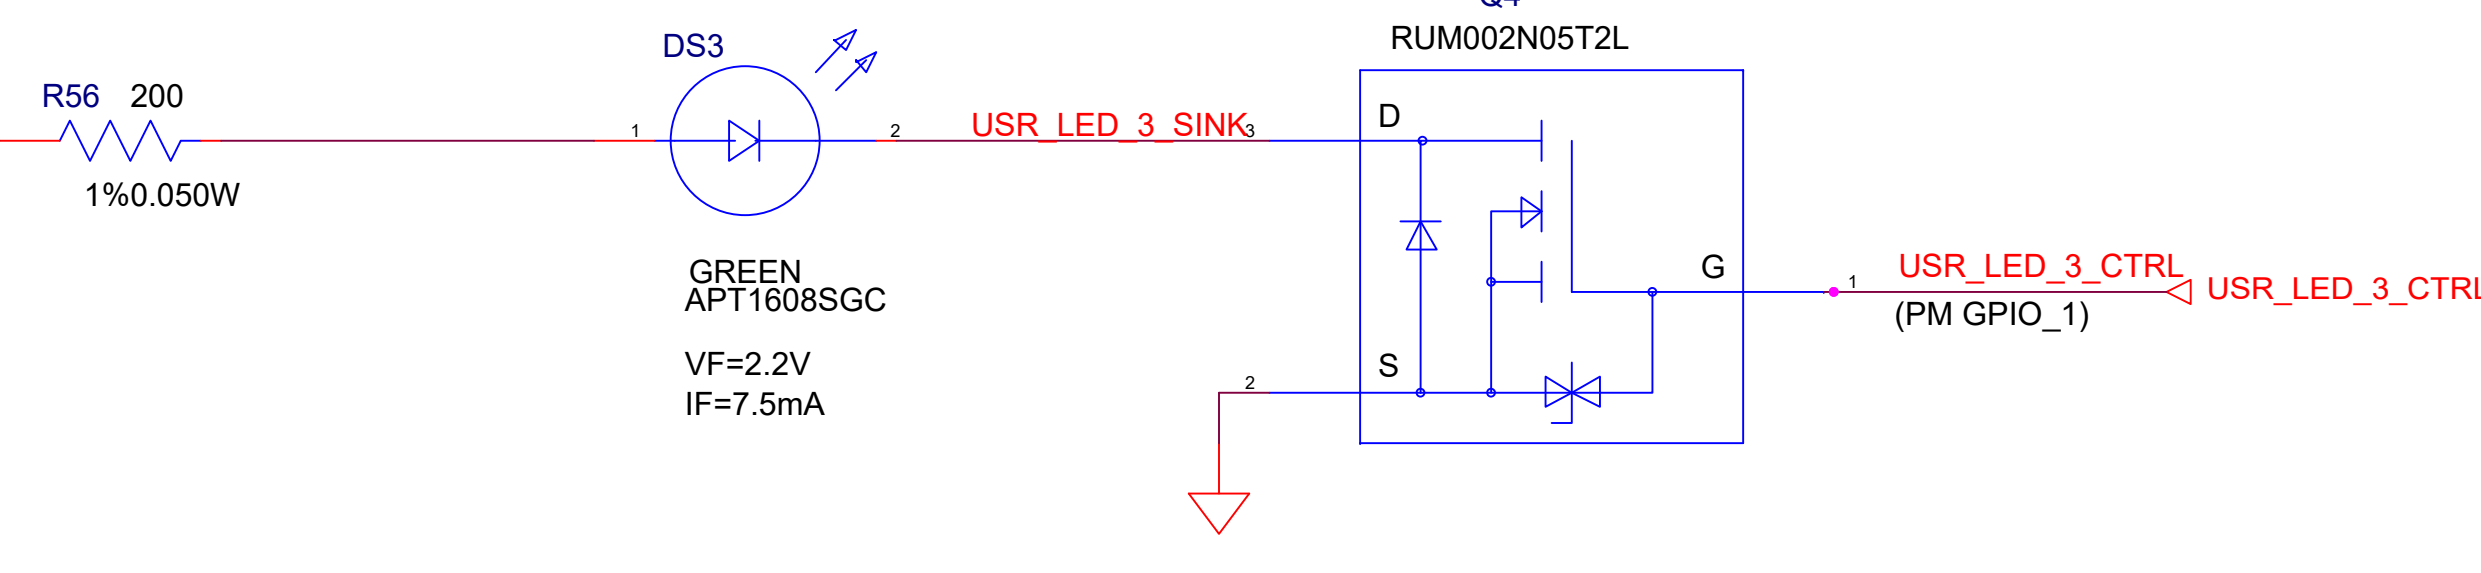 Q4
RUM002N05T2L
DS3
R56 200
1%0.050W
1
2
USR_LED_3_SINK
3
D
GREEN
APT1608SGC
VF=2.2V
IF=7.5mA
G
S
2
1
USR_LED_3_CTRL
(PM GPIO_1)
USR_LED_3_CTRL